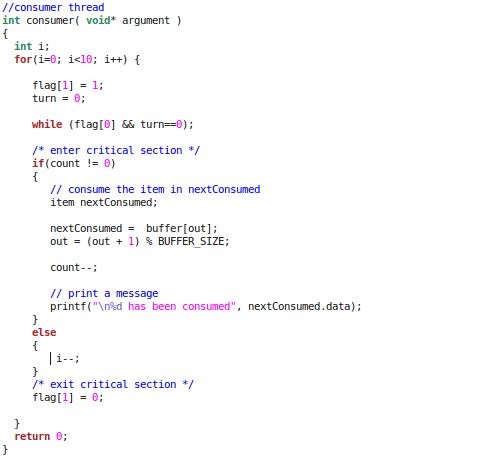 //consumer thread
int consumer( void* argument )
{
  int i;
  for(i=0; i<10; i++) {

     flag[1] = 1;
     turn = 0;

     while (flag[0] && turn==0);

     /* enter critical section */
     if(count != 0)
     {
        // consume the item in nextConsumed
        item nextConsumed;

        nextConsumed =  buffer[out];
        out = (out + 1) % BUFFER_SIZE;

        count--;

        // print a message
        printf("\n%d has been consumed", nextConsumed.data);
     }
     else
     {
         i--;
     }
     /* exit critical section */
     flag[1] = 0;

  }
  return 0;
}